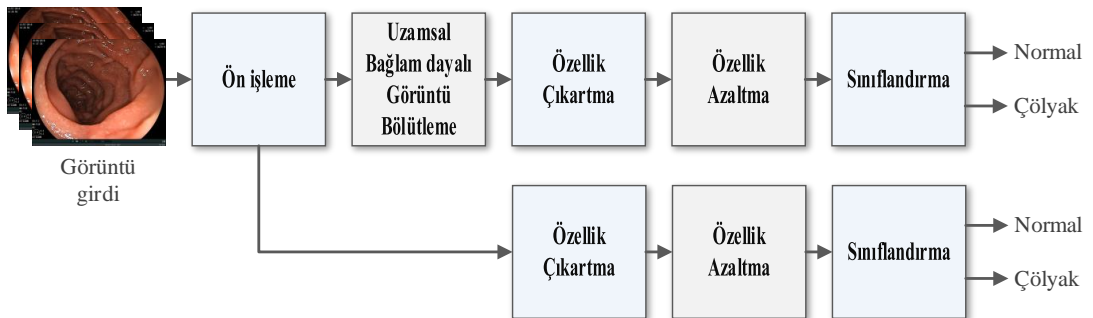 Görüntü
girdi
Ön işleme
Uzamsal
Bağlam dayalı
Görüntü
Bölütleme
Özellik
Çıkartma
Özellik
Azaltma
Sınıflandırma
Normal
Çölyak
Özellik
Çıkartma
Özellik
Azaltma
Sınıflandırma
Normal
Çölyak